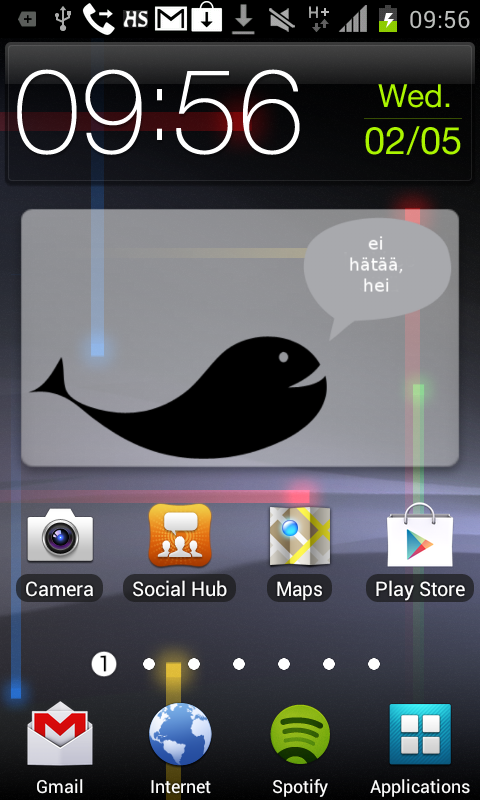 HS
H+
09:56
09:56
Wed.
02/05
ei
hätää,
hei
Camera
Social Hub
Maps
Play Store
1
Gmail
Internet
Spotify
Applications